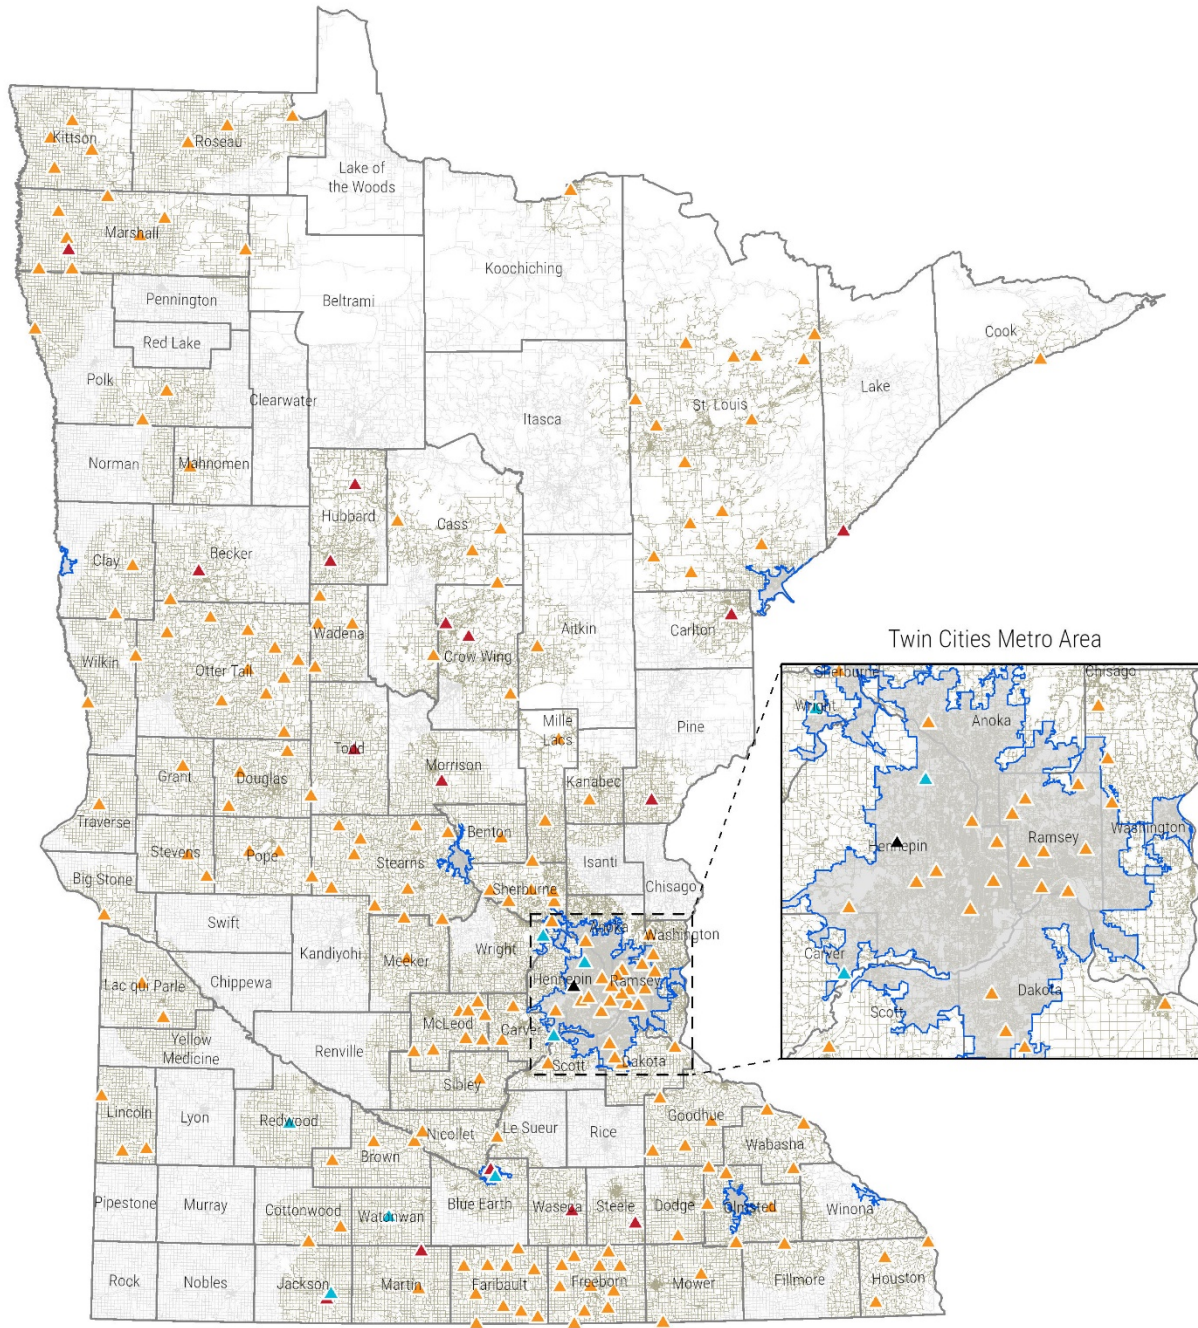 Kittson
Roseau
Lake of
the Woods
Marshall
Koochiching
Pennington
Beltrami
Red Lake
Cook
Polk
Clearwater
Itasca
St. Louis
Lake
Norman
Mahnomen
Hubbard
Cass
Clay
Becker
Aitkin
Carlton
Wadena
Wilkin
Otter Tail
Crow Wing
Mille
Lacs
Pine
Todd
Morrison
Grant
Douglas
Kanabec
Traverse
Benton
Stevens
Pope
Stearns
Isanti
Big Stone
Sherburne
Chisago
Swift
Anoka
Washington
Kandiyohi
Wright
Meeker
Hennepin
Ramsey
Lac qui Parle
Chippewa
McLeod
Carver
Yellow
Medicine
Renville
Scott
Dakota
Sibley
Lincoln
Lyon
Redwood
Nicollet
Le Sueur
Rice
Goodhue
Wabasha
Brown
Pipestone
Murray
Cottonwood
Watonwan
Blue Earth
Waseca
Steele
Dodge
Olmsted
Winona
Rock
Nobles
Jackson
Martin
Faribault
Freeborn
Mower
Fillmore
Houston
Twin Cities Metro Area
Sherburne
Chisago
Wright
Anoka
Hennepin
Ramsey
Washington
Carver
Scott
Dakota